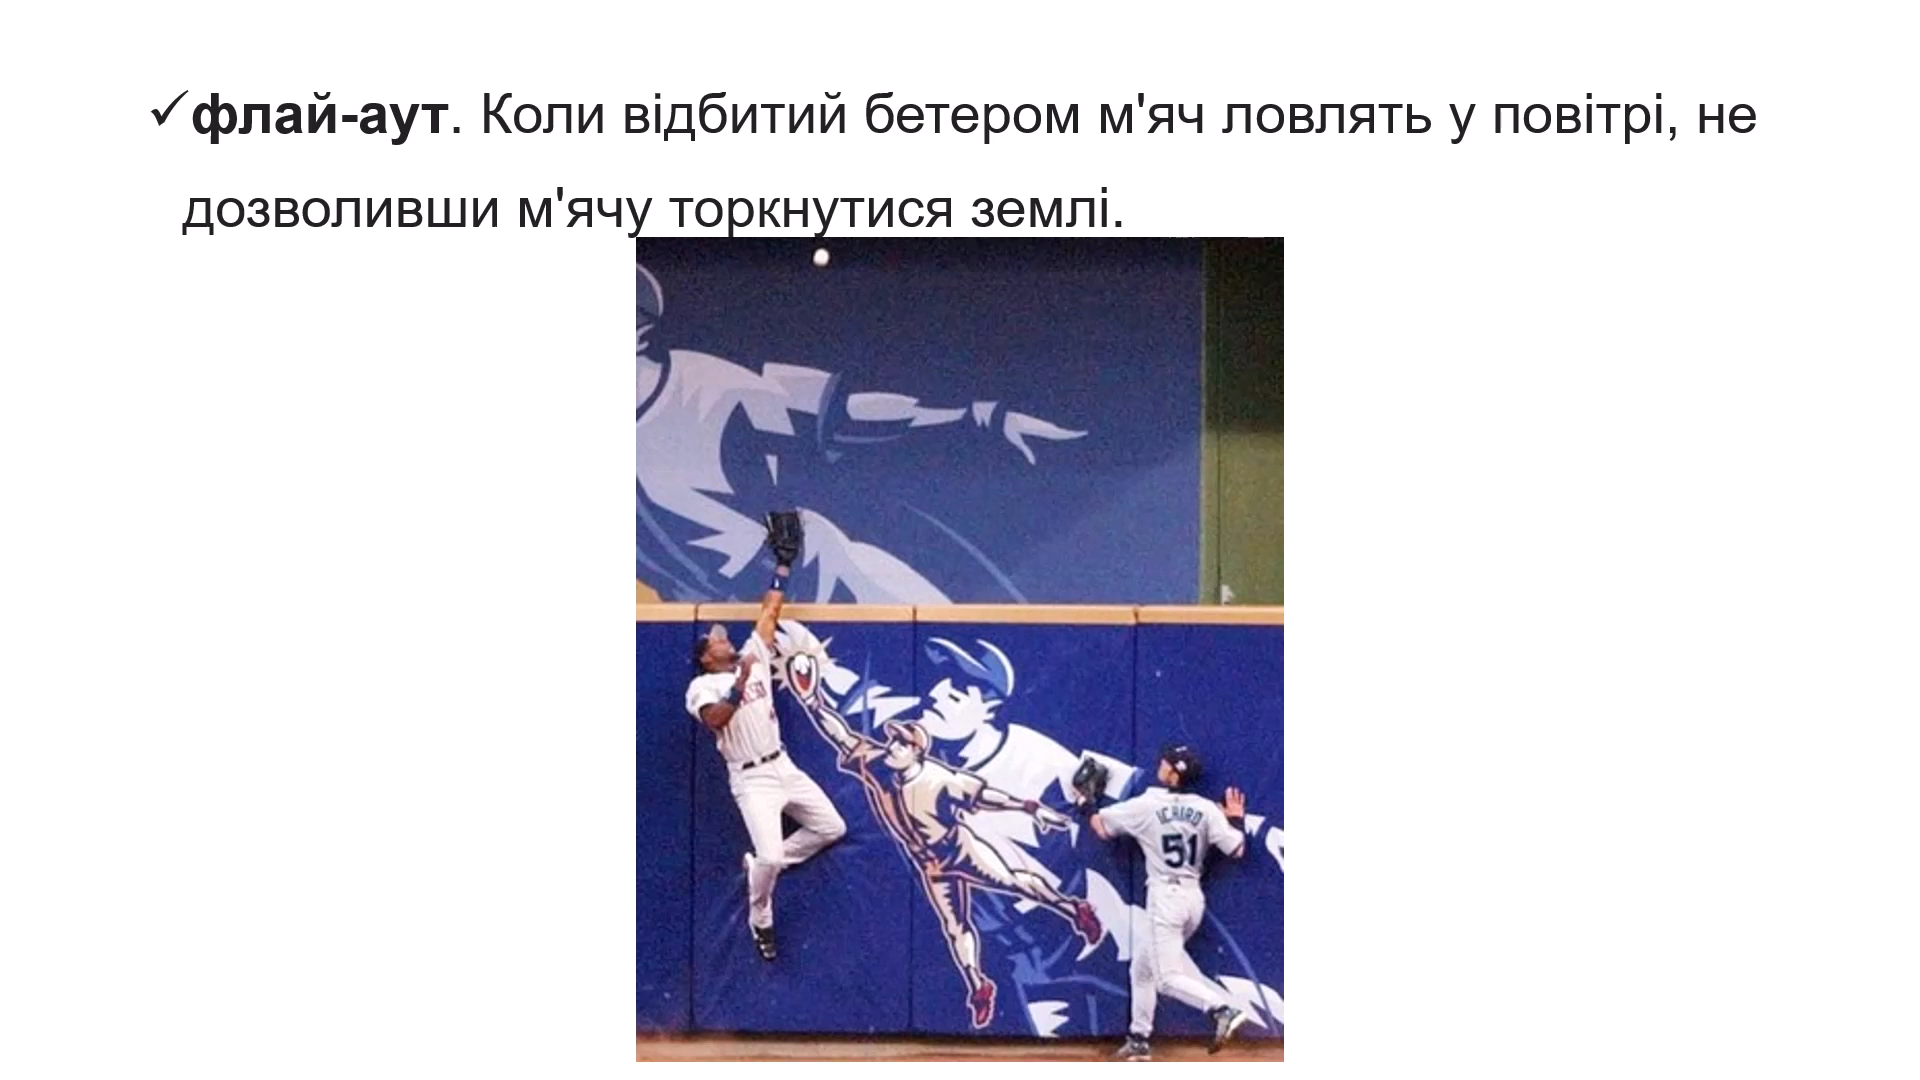 ✓флай-аут. Коли відбитий бетером м'яч ловлять у повітрі, не
дозволивши м'ячу торкнутися землі.
ICHIRO
51